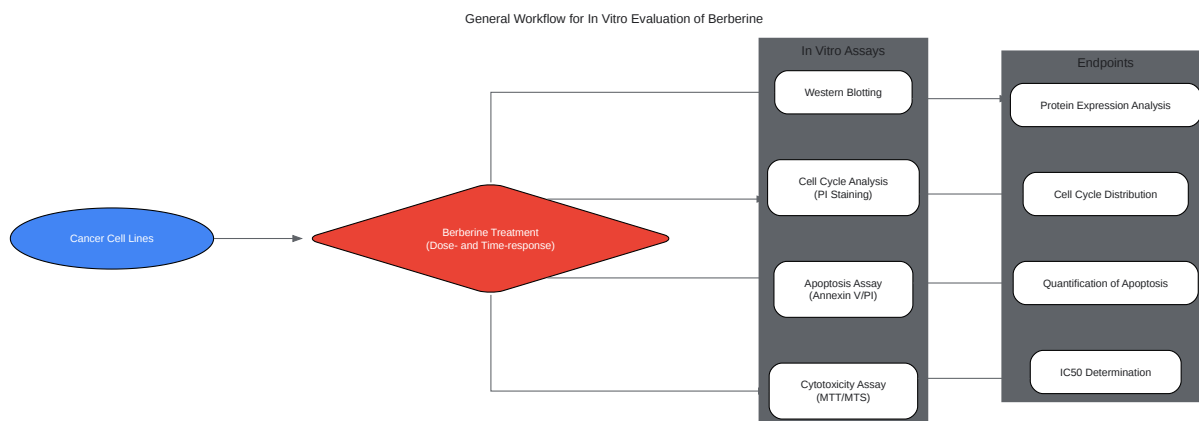 General Workflow for In Vitro Evaluation of Berberine
In Vitro Assays
Endpoints
Western Blotting
Protein Expression Analysis
Cell Cycle Analysis
(PI Staining)
Cell Cycle Distribution
Cancer Cell Lines
Berberine Treatment
(Dose- and Time-response)
Apoptosis Assay
(Annexin V/PI)
Quantification of Apoptosis
Cytotoxicity Assay
(MTT/MTS)
IC50 Determination